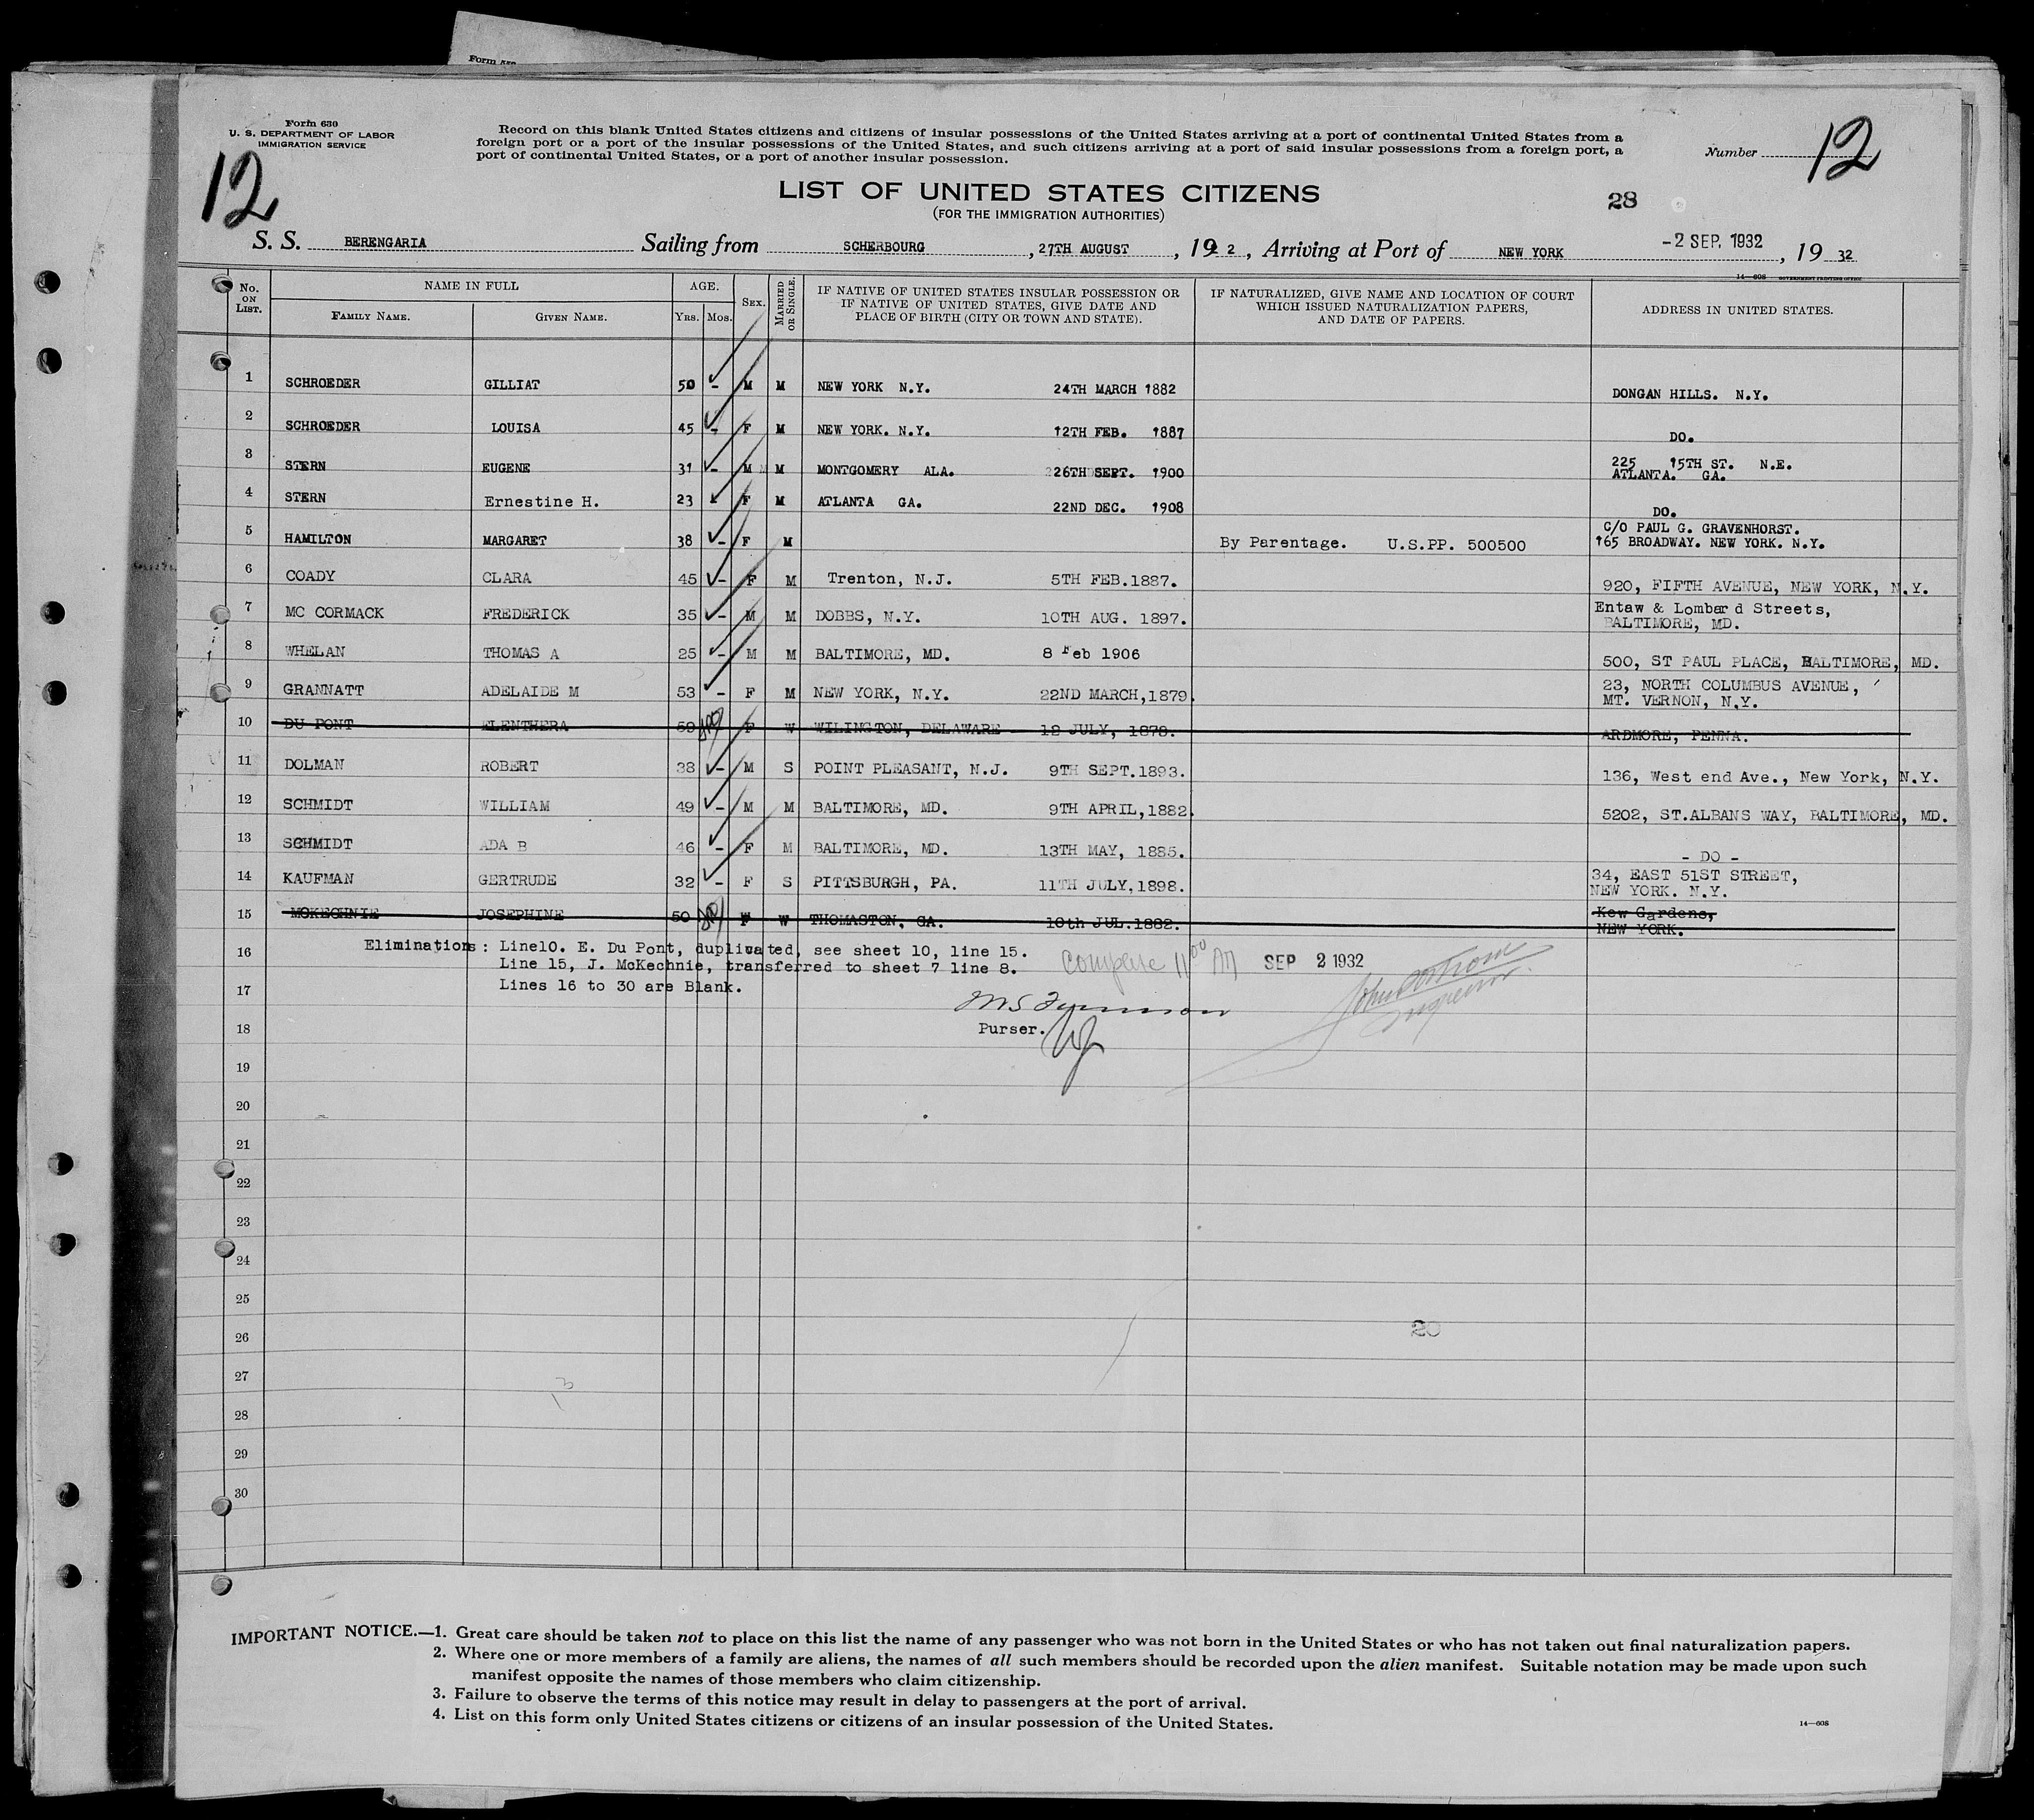 Form 630
U. S. DEPARTMENT OF LABOR
IMMIGRATION SERVICE
12
Record on this blank United States citizens and citizens of insular possessions of the United States arriving at a port of continental United States from a
foreign port or a port of the insular possessions of the United States, and such citizens arriving at a port of said insular possessions from a foreign port, a
port of continental United States, or a port of another insular possession.
Number 12
LIST OF UNITED STATES CITIZENS
(FOR THE IMMIGRATION AUTHORITIES)
28
S. S. BERENGARIA Sailing from SCHERBOURG, 27TH AUGUST, 19 2, Arriving at Port of NEW YORK -2 SEP. 1932, 19 32
14—608 GOVERNMENT PRINTING OFFICE
No. ON LIST. NAME IN FULL FAMILY NAME. GIVEN NAME. AGE. YRS. MOS. SEX. MARRIED OR SINGLE. IF NATIVE OF UNITED STATES INSULAR POSSESSION OR IF NATIVE OF UNITED STATES, GIVE DATE AND PLACE OF BIRTH (CITY OR TOWN AND STATE). IF NATURALIZED, GIVE NAME AND LOCATION OF COURT WHICH ISSUED NATURALIZATION PAPERS, AND DATE OF PAPERS. ADDRESS IN UNITED STATES.
1 SCHROEDER GILLIAT 50 - M M NEW YORK N.Y. 24TH MARCH 1882 DONGAN HILLS. N.Y.
2 SCHROEDER LOUISA 45 - F M NEW YORK. N.Y. 12TH FEB. 1887 DO.
3 STERN EUGENE 31 - M M MONTGOMERY ALA. 26TH SEPT. 1900 225 15TH ST. N.E. ATLANTA. GA.
4 STERN Ernestine H. 23 F M ATLANTA GA. 22ND DEC. 1908 DO.
5 HAMILTON MARGARET 38 - F M By Parentage. U.S.PP. 500500 C/O PAUL G. GRAVENHORST. 165 BROADWAY. NEW YORK. N.Y.
6 COADY CLARA 45 - F M Trenton, N.J. 5TH FEB.1887. 920, FIFTH AVENUE, NEW YORK, N.Y.
7 MC CORMACK FREDERICK 35 - M M DOBBS, N.Y. 10TH AUG. 1897. Entaw & Lombard Streets, BALTIMORE, MD.
8 WHELAN THOMAS A 25 - M M BALTIMORE, MD. 8 Feb 1906 500, ST PAUL PLACE, BALTIMORE, MD.
9 GRANNATT ADELAIDE M 53 - F M NEW YORK, N.Y. 22ND MARCH,1879. 23, NORTH COLUMBUS AVENUE, MT. VERNON, N.Y.
10 DU PONT ELENTHERA 59 F W WILINGTON, DELAWARE 12 JULY, 1873. ARDMORE, PENNA.
11 DOLMAN ROBERT 38 - M S POINT PLEASANT, N.J. 9TH SEPT.1893. 136, West end Ave., New York, N.Y.
12 SCHMIDT WILLIAM 49 - M M BALTIMORE, MD. 9TH APRIL,1882. 5202, ST.ALBANS WAY, BALTIMORE, MD.
13 SCHMIDT ADA B 46 - F M BALTIMORE, MD. 13TH MAY, 1885. - DO -
14 KAUFMAN GERTRUDE 32 - F S PITTSBURGH, PA. 11TH JULY,1898. 34, EAST 51ST STREET, NEW YORK. N.Y.
15 MCKECHNIE JOSEPHINE 50 F W THOMASTON, GA. 10th JUL.1882. Kew Gardens, NEW YORK.
16 Eliminations: Line10. E. Du Pont, duplicated, see sheet 10, line 15.
Line 15, J. McKechnie, transferred to sheet 7 line 8.
compare 11 00 AM SEP 2 1932
17 Lines 16 to 30 are Blank.
Inspector
18 Purser.
19
20
21
22
23
24
25
26
27
28
29
30
IMPORTANT NOTICE.—1. Great care should be taken not to place on this list the name of any passenger who was not born in the United States or who has not taken out final naturalization papers.
2. Where one or more members of a family are aliens, the names of all such members should be recorded upon the alien manifest. Suitable notation may be made upon such
manifest opposite the names of those members who claim citizenship.
3. Failure to observe the terms of this notice may result in delay to passengers at the port of arrival.
4. List on this form only United States citizens or citizens of an insular possession of the United States.
14—608